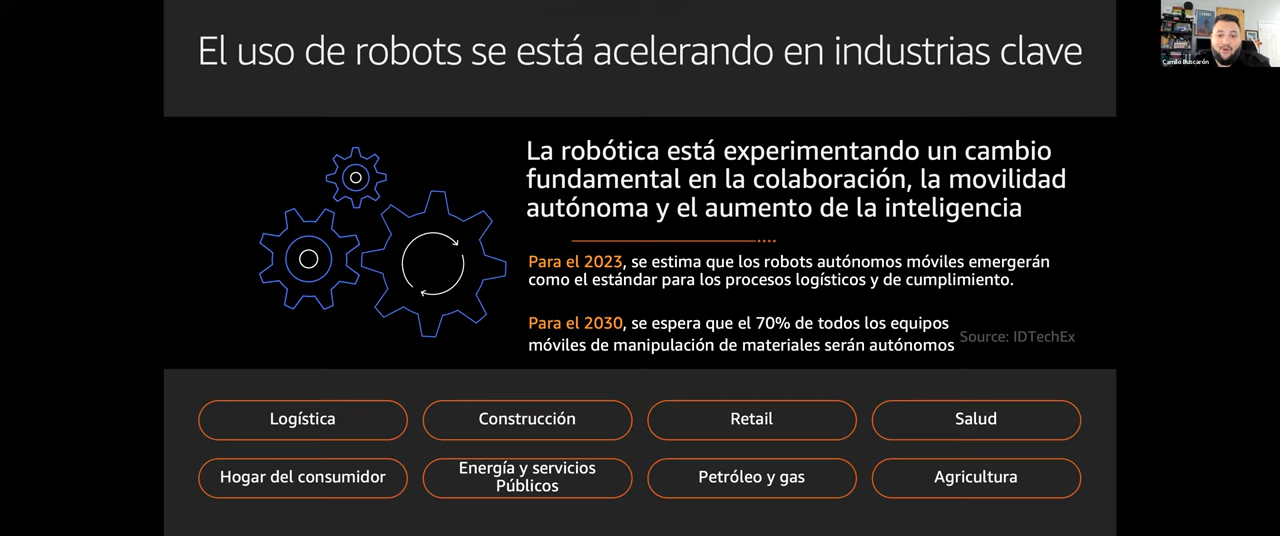 El uso de robots se está acelerando en industrias clave
Camilo Buscarón
La robótica está experimentando un cambio
fundamental en la colaboración, la movilidad
autónoma y el aumento de la inteligencia
Para el 2023, se estima que los robots autónomos móviles emergerán
como el estándar para los procesos logísticos y de cumplimiento.
Para el 2030, se espera que el 70% de todos los equipos
móviles de manipulación de materiales serán autónomos
Source: IDTechEx
Logística
Construcción
Retail
Salud
Hogar del consumidor
Energía y servicios
Públicos
Petróleo y gas
Agricultura